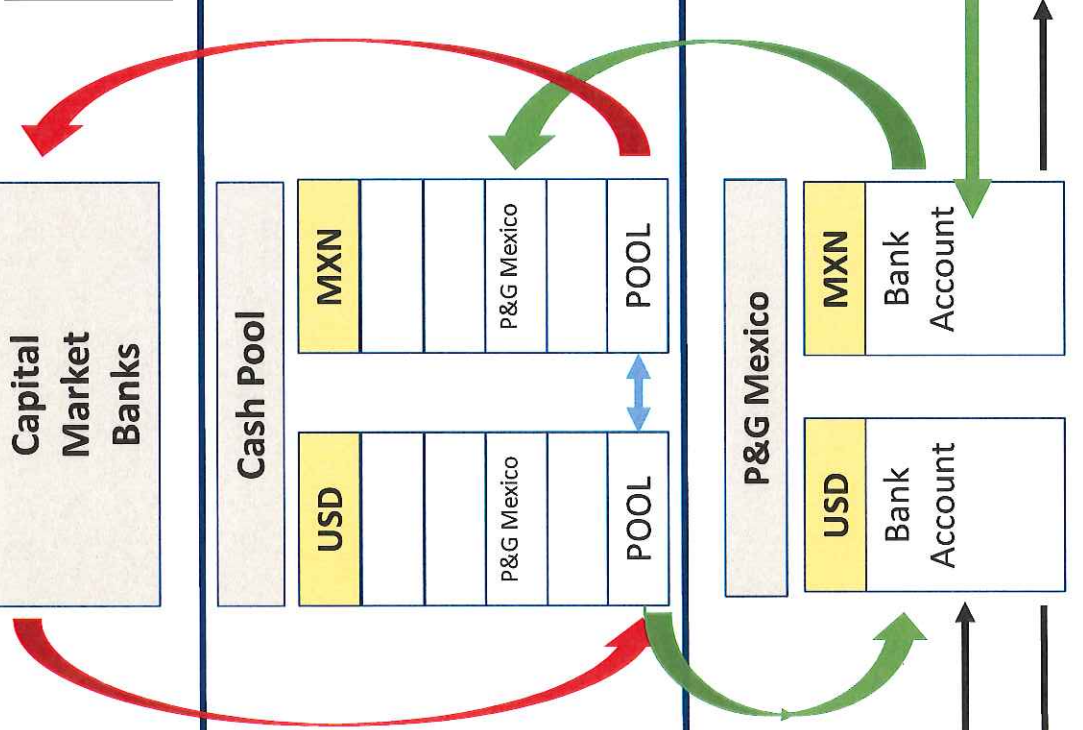 Capital
Market
Banks
Cash Pool
USD
P&G Mexico
POOL
MXN
P&G Mexico
POOL
P&G Mexico
USD
Bank
Account
MXN
Bank
Account